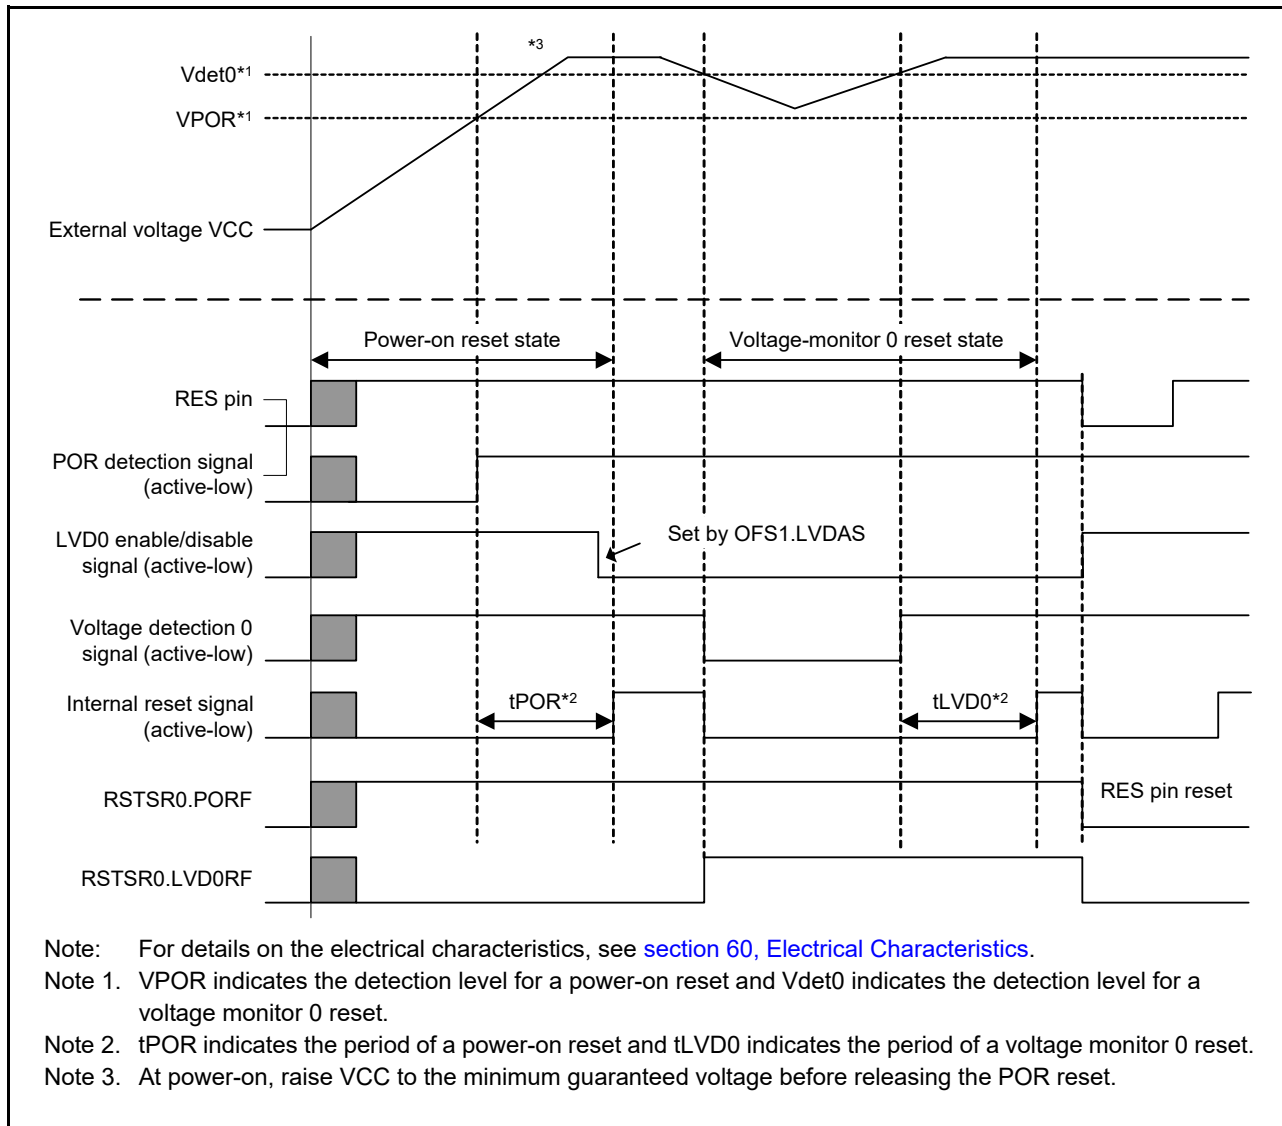 *3
Vdet0*1
VPOR*1
External voltage VCC
Power-on reset state
Voltage-monitor 0 reset state
RES pin
POR detection signal
(active-low)
LVD0 enable/disable
signal (active-low)
Set by OFS1.LVDAS
Voltage detection 0
signal (active-low)
Internal reset signal
(active-low)
tPOR*2
tLVD0*2
RSTSR0.PORF
RES pin reset
RSTSR0.LVD0RF
Note: For details on the electrical characteristics, see section 60, Electrical Characteristics.
Note 1. VPOR indicates the detection level for a power-on reset and Vdet0 indicates the detection level for a
voltage monitor 0 reset.
Note 2. tPOR indicates the period of a power-on reset and tLVD0 indicates the period of a voltage monitor 0 reset.
Note 3. At power-on, raise VCC to the minimum guaranteed voltage before releasing the POR reset.